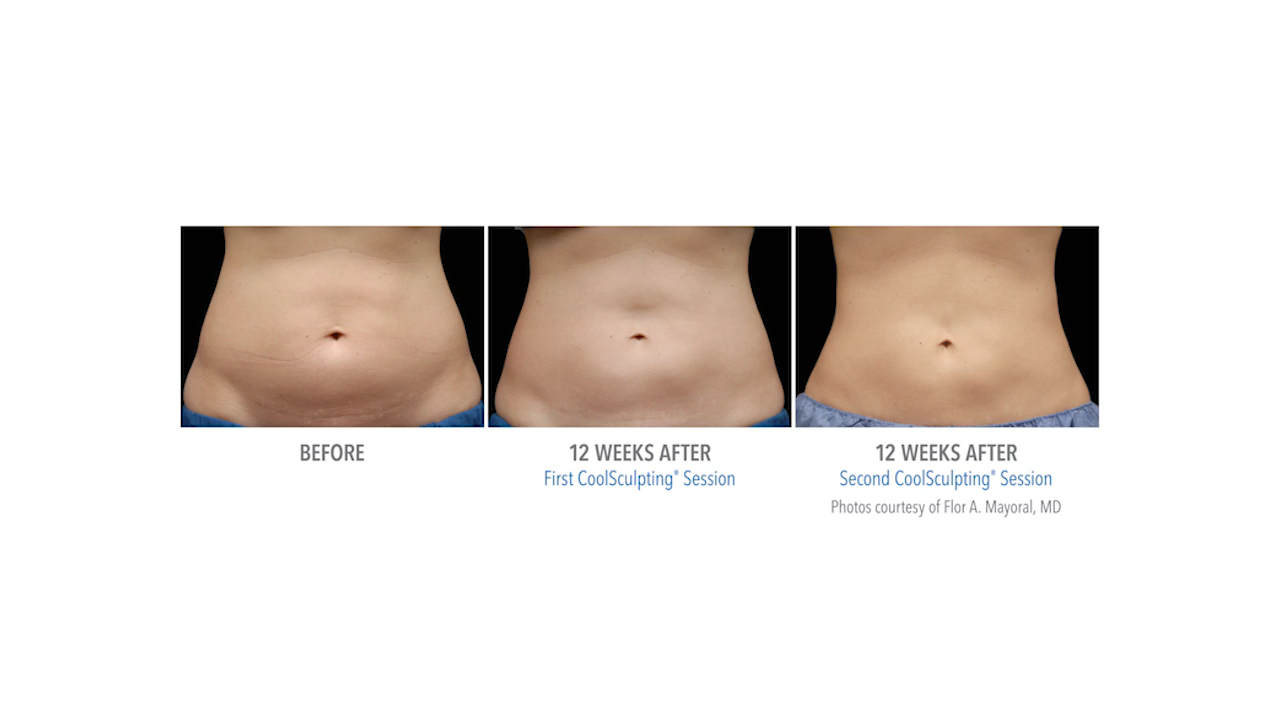 BEFORE
12 WEEKS AFTER
First CoolSculpting® Session
12 WEEKS AFTER
Second CoolSculpting® Session
Photos courtesy of Flor A. Mayoral, MD